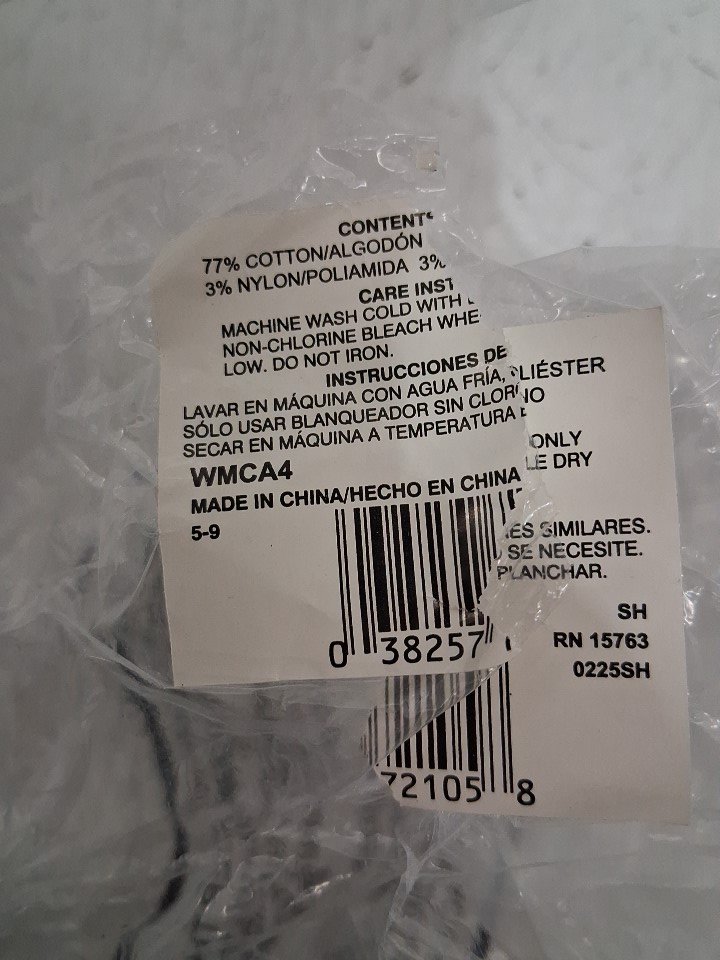 CONTENT
77% COTTON/ALGODÓN
3% NYLON/POLIAMIDA 3%
CARE INST
MACHINE WASH COLD WITH
NON-CHLORINE BLEACH WHE
LOW. DO NOT IRON.
INSTRUCCIONES DE
LAVAR EN MÁQUINA CON AGUA FRÍA,
SÓLO USAR BLANQUEADOR SIN CLOR
SECAR EN MÁQUINA A TEMPERATURA
WMCA4
MADE IN CHINA/HECHO EN CHINA
5-9
0 38257
LIÉSTER
NO
ONLY
LE DRY
ES SIMILARES.
SE NECESITE.
PLANCHAR.
SH
RN 15763
0225SH
72105 8